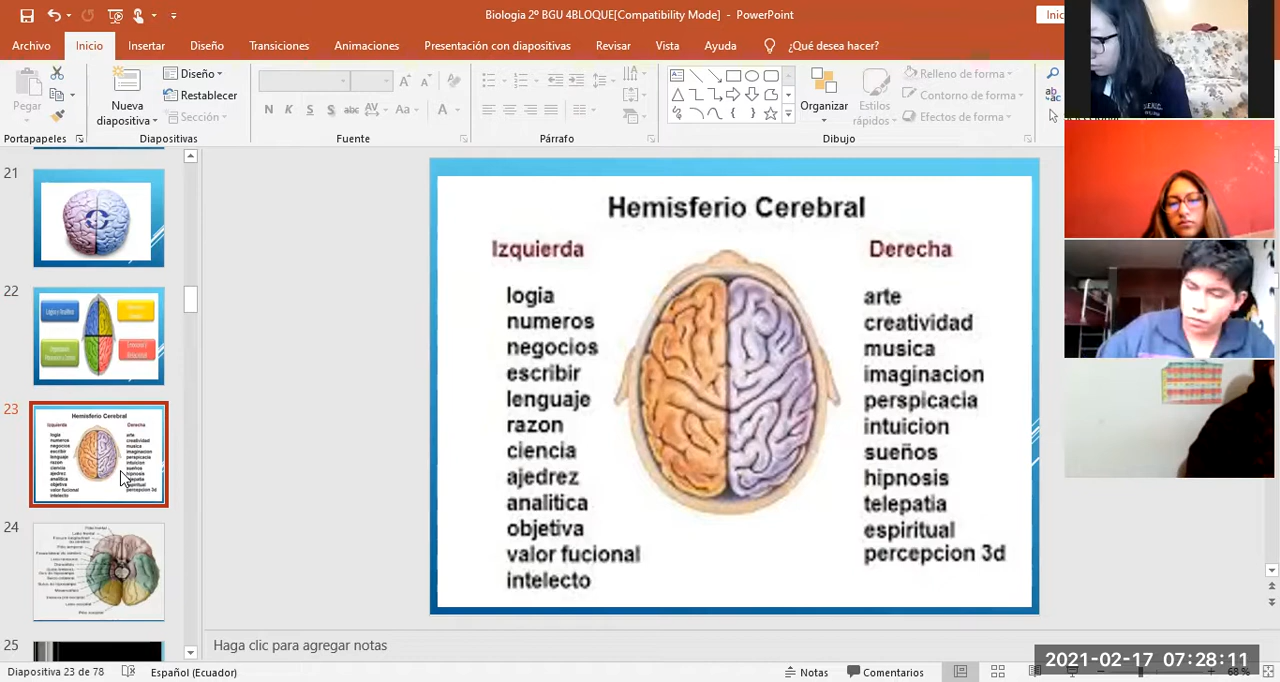 Biologia 2º BGU 4BLOQUE[Compatibility Mode] - PowerPoint
Inic
Archivo Inicio Insertar Diseño Transiciones Animaciones Presentación con diapositivas Revisar Vista Ayuda ¿Qué desea hacer?
Pegar
Nueva diapositiva
Diseño
Restablecer
Sección
N K S S abc AV Aa A
Organizar
Estilos rápidos
Relleno de forma
Contorno de forma
Efectos de forma
Portapapeles Diapositivas Fuente Párrafo Dibujo
21
22
23
24
25
Hemisferio Cerebral
Izquierda
logia
numeros
negocios
escribir
lenguaje
razon
ciencia
ajedrez
analitica
objetiva
valor fucional
intelecto
Derecha
arte
creatividad
musica
imaginacion
perspicacia
intuicion
sueños
hipnosis
telepatia
espiritual
percepcion 3d
Haga clic para agregar notas
Diapositiva 23 de 78 Español (Ecuador) Notas Comentarios 68 %
2021-02-17 07:28:11